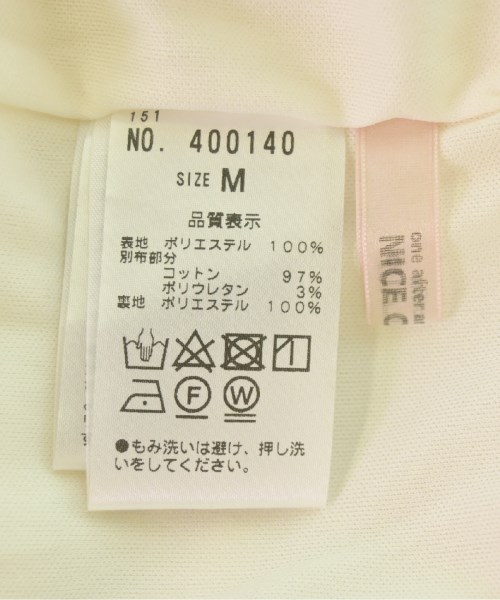 151
NO. 400140
SIZE M
品質表示
表地 ポリエステル 100%
別布部分
コットン 97%
ポリウレタン 3%
裏地 ポリエステル 100%
F
W
●もみ洗いは避け、押し洗
いをしてください。
one after a
NICE